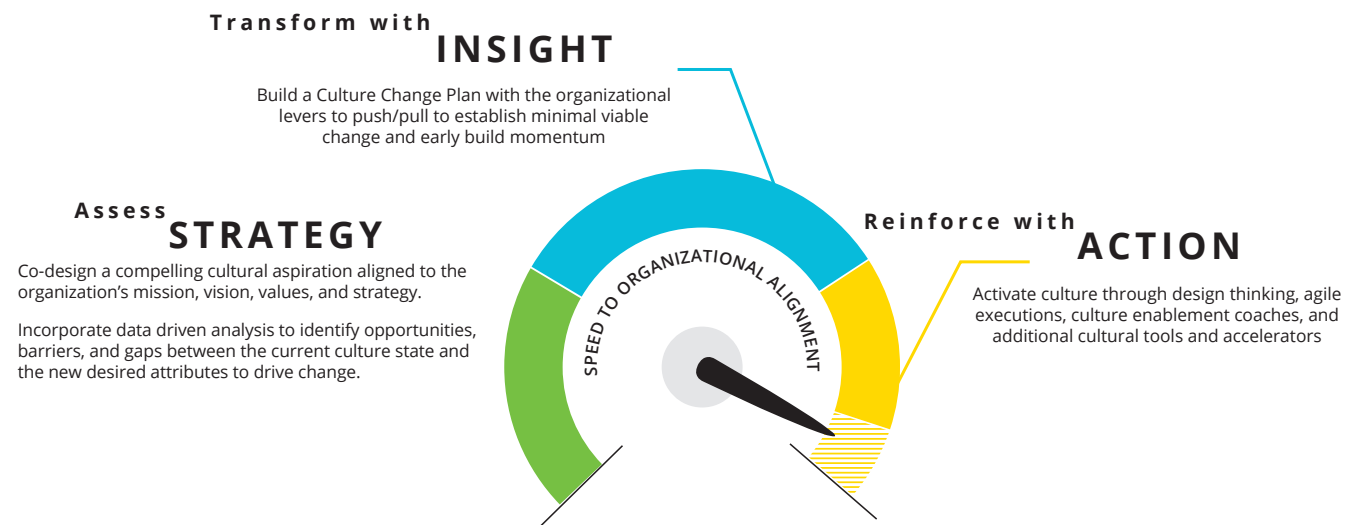 Transform with
INSIGHT
Build a Culture Change Plan with the organizational
levers to push/pull to establish minimal viable
change and early build momentum
Assess
STRATEGY
Co-design a compelling cultural aspiration aligned to the
organization’s mission, vision, values, and strategy.
Incorporate data driven analysis to identify opportunities,
barriers, and gaps between the current culture state and
the new desired attributes to drive change.
SPEED TO ORGANIZATIONAL ALIGNMENT
Reinforce with
ACTION
Activate culture through design thinking, agile
executions, culture enablement coaches, and
additional cultural tools and accelerators